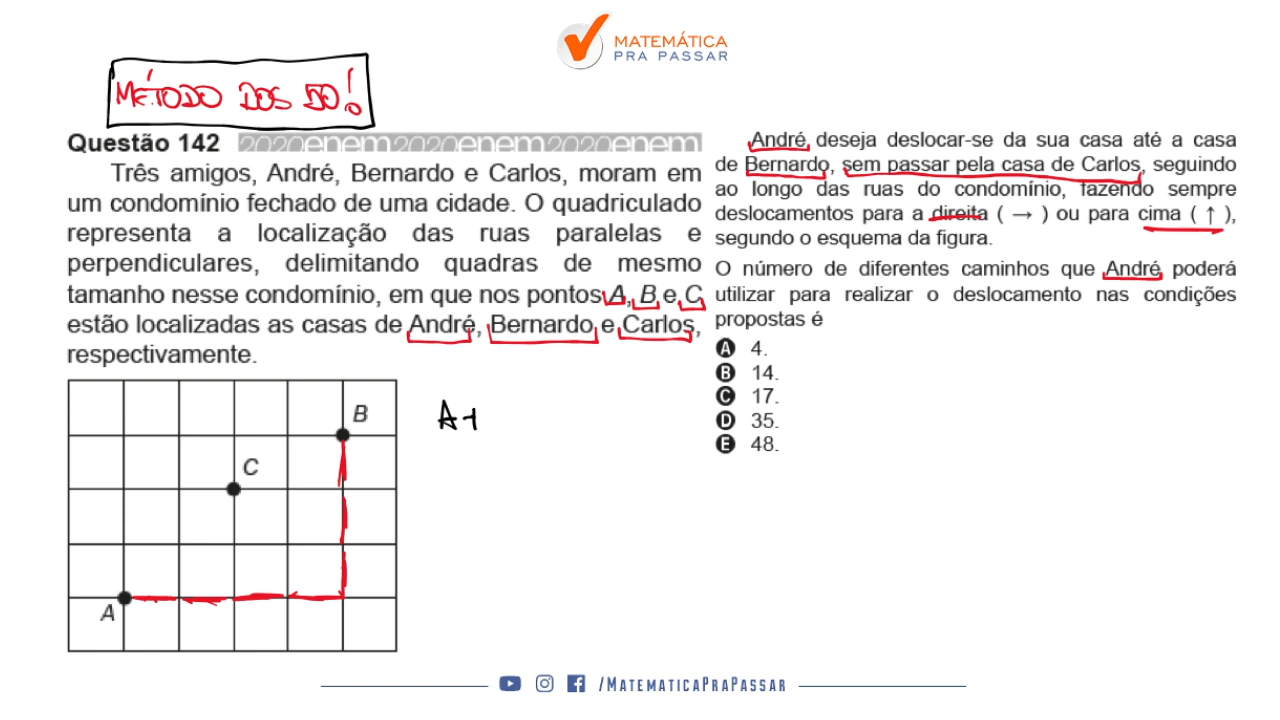 MATEMÁTICA
PRA PASSAR
MÉTODO DOS 50!
Questão 142 2020enem2020enem2020enem
Três amigos, André, Bernardo e Carlos, moram em
um condomínio fechado de uma cidade. O quadriculado
representa a localização das ruas paralelas e
perpendiculares, delimitando quadras de mesmo
tamanho nesse condomínio, em que nos pontos A, B e C
estão localizadas as casas de André, Bernardo e Carlos,
respectivamente.
B
C
A
A+
André deseja deslocar-se da sua casa até a casa
de Bernardo, sem passar pela casa de Carlos, seguindo
ao longo das ruas do condomínio, fazendo sempre
deslocamentos para a direita ( → ) ou para cima ( ↑ ),
segundo o esquema da figura.
O número de diferentes caminhos que André poderá
utilizar para realizar o deslocamento nas condições
propostas é
A 4.
B 14.
C 17.
D 35.
E 48.
/MATEMATICAPRAPASSAR